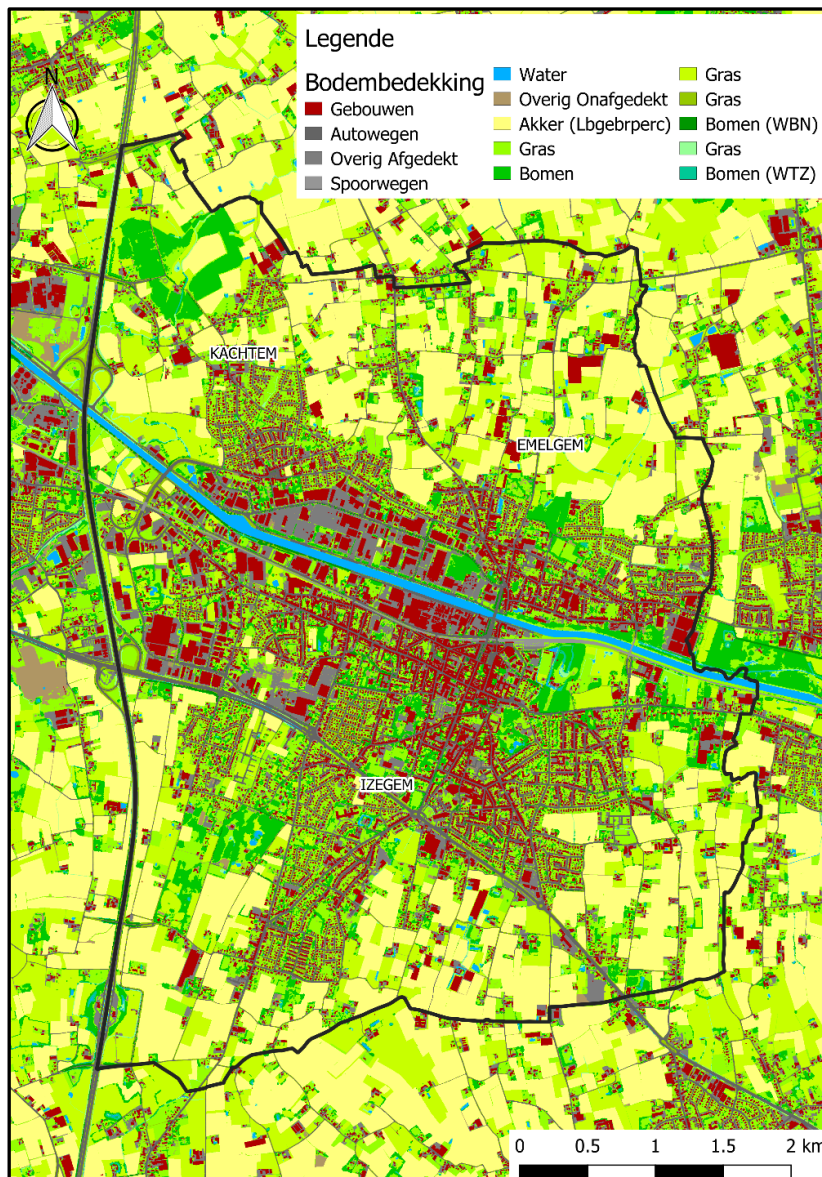 Legende
Bodembedekking
Gebouwen
Autowegen
Overig Afgedekt
Spoorwegen
Water
Overig Onafgedekt
Akker (Lbgebrperc)
Gras
Bomen
Gras
Gras
Bomen (WBN)
Gras
Bomen (WTZ)
N
KACHTEM
EMELGEM
IZEGEM
0 0.5 1 1.5 2 km